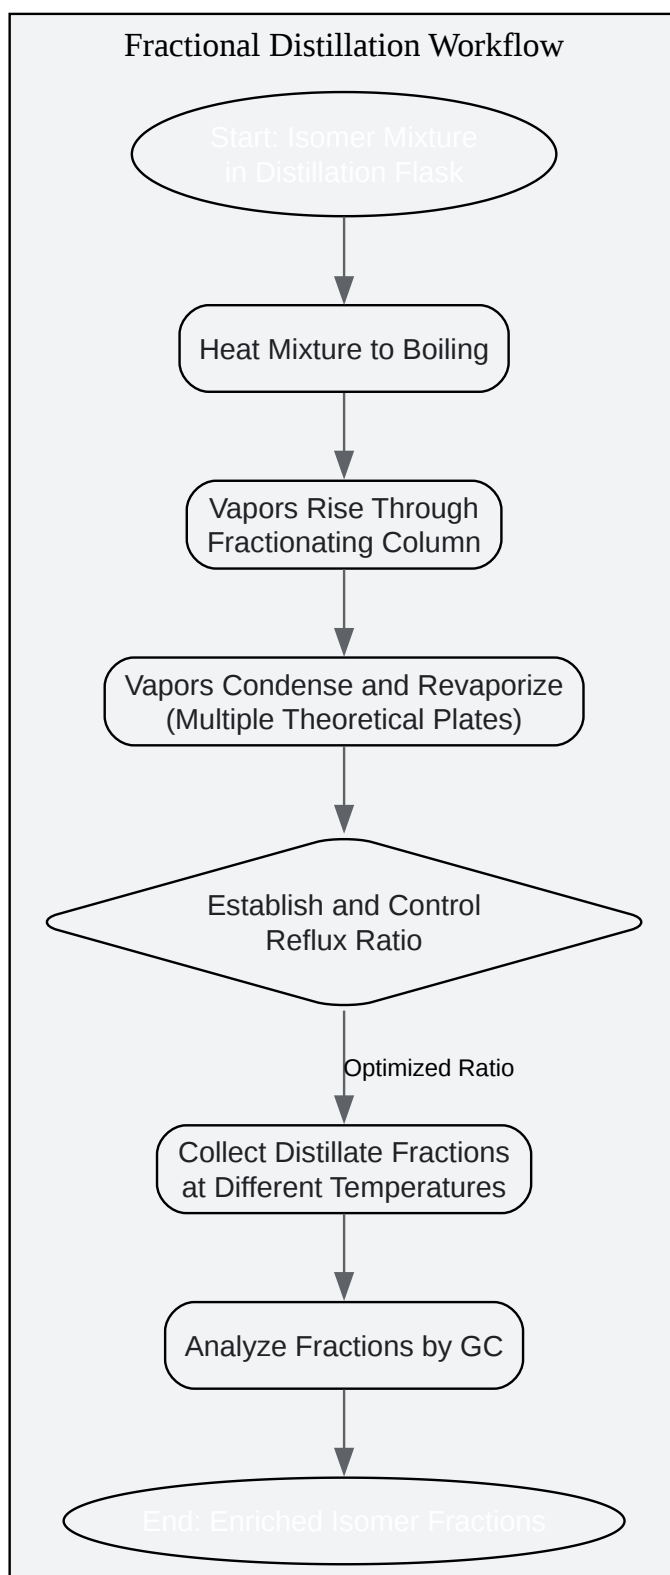 Fractional Distillation Workflow
Start: Isomer Mixture
in Distillation Flask
Heat Mixture to Boiling
Vapors Rise Through
Fractionating Column
Vapors Condense and Revaporize
(Multiple Theoretical Plates)
Establish and Control
Reflux Ratio
Optimized Ratio
Collect Distillate Fractions
at Different Temperatures
Analyze Fractions by GC
End: Enriched Isomer Fractions